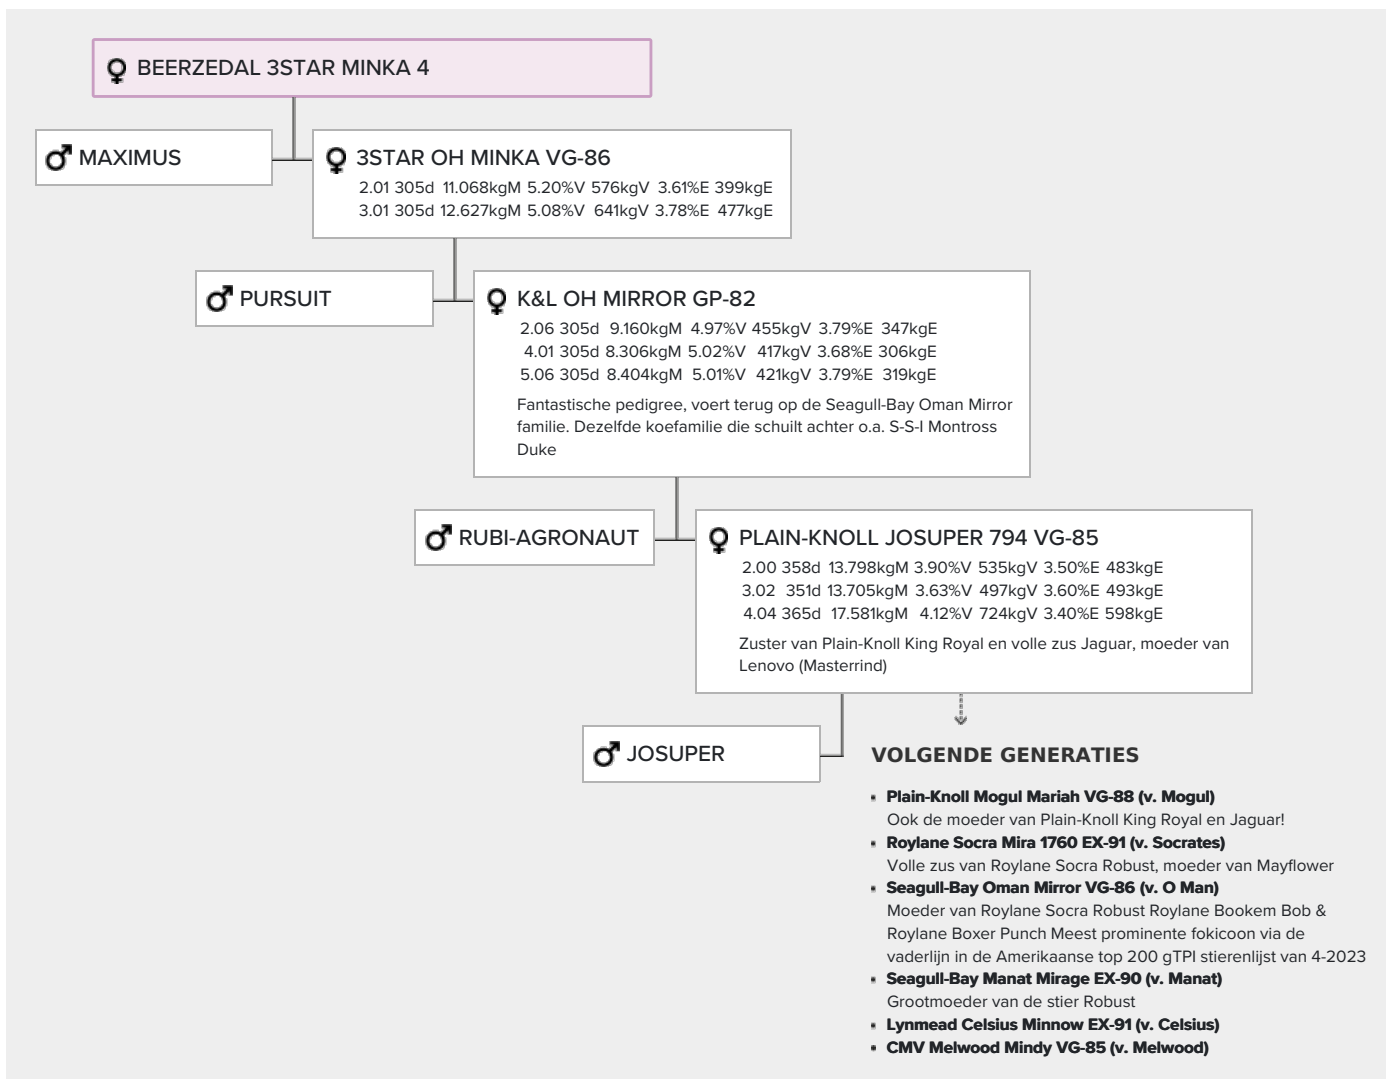 BEERZEDAL 3STAR MINKA 4
MAXIMUS
3STAR OH MINKA VG-86
2.01 305d 11.068kgM 5.20%V 576kgV 3.61%E 399kgE
3.01 305d 12.627kgM 5.08%V 641kgV 3.78%E 477kgE
PURSUIT
K&L OH MIRROR GP-82
2.06 305d 9.160kgM 4.97%V 455kgV 3.79%E 347kgE
4.01 305d 8.306kgM 5.02%V 417kgV 3.68%E 306kgE
5.06 305d 8.404kgM 5.01%V 421kgV 3.79%E 319kgE
Fantastische pedigree, voert terug op de Seagull-Bay Oman Mirror
familie. Dezelfde koefamilie die schuilt achter o.a. S-S-I Montross
Duke
RUBI-AGRONAUT
PLAIN-KNOLL JOSUPER 794 VG-85
2.00 358d 13.798kgM 3.90%V 535kgV 3.50%E 483kgE
3.02 351d 13.705kgM 3.63%V 497kgV 3.60%E 493kgE
4.04 365d 17.581kgM 4.12%V 724kgV 3.40%E 598kgE
Zuster van Plain-Knoll King Royal en volle zus Jaguar, moeder van
Lenovo (Masterrind)
JOSUPER
VOLGENDE GENERATIES
Plain-Knoll Mogul Mariah VG-88 (v. Mogul)
Ook de moeder van Plain-Knoll King Royal en Jaguar!
Roylane Socra Mira 1760 EX-91 (v. Socrates)
Volle zus van Roylane Socra Robust, moeder van Mayflower
Seagull-Bay Oman Mirror VG-86 (v. O Man)
Moeder van Roylane Socra Robust Roylane Bookem Bob &
Roylane Boxer Punch Meest prominente fokicoon via de
vaderlijn in de Amerikaanse top 200 gTPI stierenlijst van 4-2023
Seagull-Bay Manat Mirage EX-90 (v. Manat)
Grootmoeder van de stier Robust
Lynmead Celsius Minnow EX-91 (v. Celsius)
CMV Melwood Mindy VG-85 (v. Melwood)